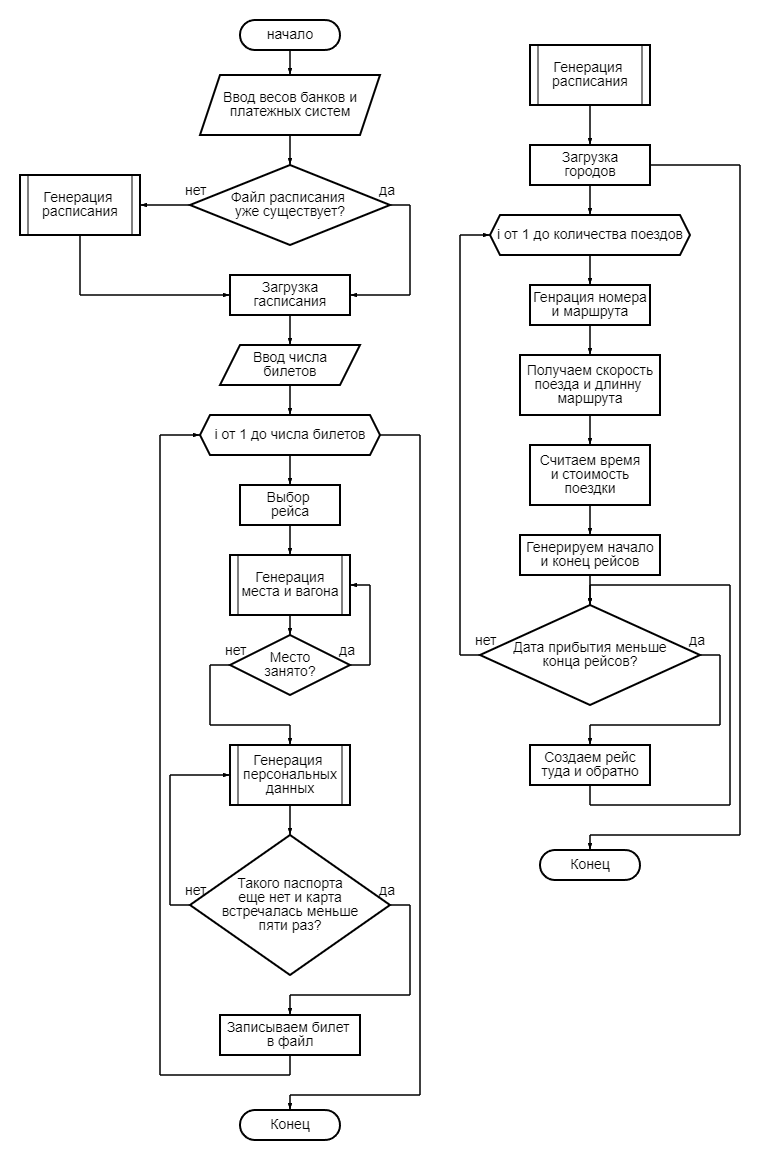 начало
Ввод весов банков и
платежных систем
Файл расписания
уже существует?
нет
да
Генерация
расписания
Загрузка
гасписания
Ввод числа
билетов
i от 1 до числа билетов
Выбор
рейса
Генерация
места и вагона
Место
занято?
нет
да
Генерация
персональных
данных
Такого паспорта
еще нет и карта
встречалась меньше
пяти раз?
нет
да
Записываем билет
в файл
Конец
Генерация
расписания
Загрузка
городов
i от 1 до количества поездов
Генрация номера
и маршрута
Получаем скорость
поезда и длинну
маршрута
Считаем время
и стоимость
поездки
Генерируем начало
и конец рейсов
Дата прибытия меньше
конца рейсов?
нет
да
Создаем рейс
туда и обратно
Конец